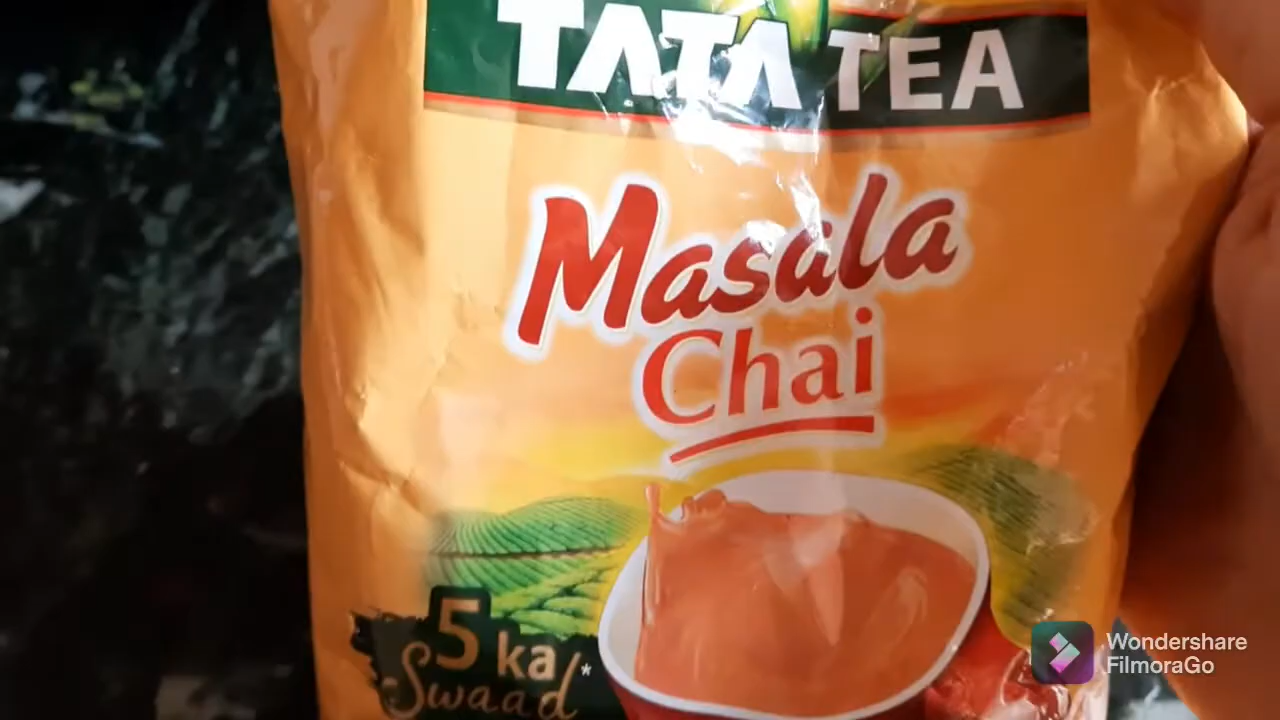 TATA TEA
Masala
Chai
5 ka
Swaad*
Wondershare
FilmoraGo